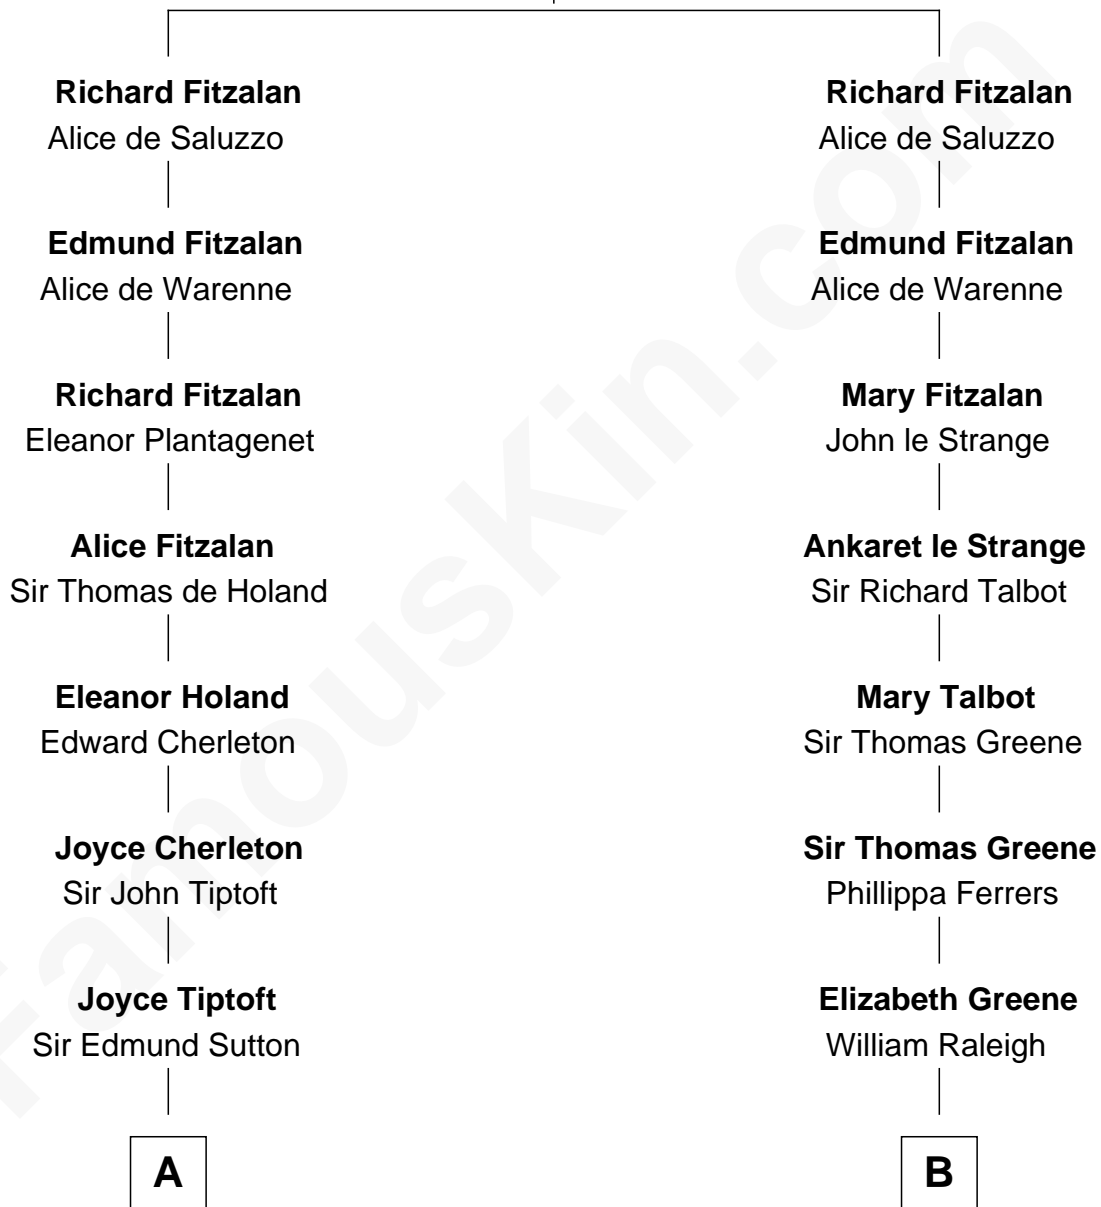 Richard Fitzalan
Alice de Saluzzo
Edmund Fitzalan
Alice de Warenne
Richard Fitzalan
Eleanor Plantagenet
Alice Fitzalan
Sir Thomas de Holand
Eleanor Holand
Edward Cherleton
Joyce Cherleton
Sir John Tiptoft
Joyce Tiptoft
Sir Edmund Sutton
A
Richard Fitzalan
Alice de Saluzzo
Edmund Fitzalan
Alice de Warenne
Mary Fitzalan
John le Strange
Ankaret le Strange
Sir Richard Talbot
Mary Talbot
Sir Thomas Greene
Sir Thomas Greene
Phillippa Ferrers
Elizabeth Greene
William Raleigh
B
FamousKin.com